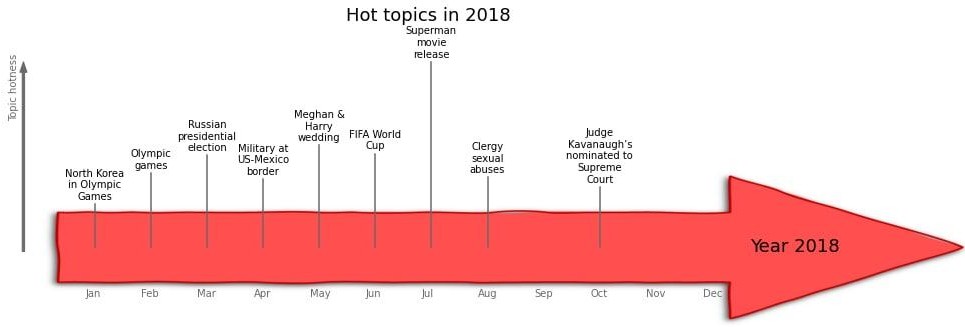 Hot topics in 2018
Topic hotness
North Korea
in Olympic
Games
Olympic
games
Russian
presidential
election
Military at
US-Mexico
border
Meghan &
Harry
wedding
FIFA World
Cup
Superman
movie
release
Clergy
sexual
abuses
Judge
Kavanaugh's
nominated to
Supreme
Court
Year 2018
Jan
Feb
Mar
Apr
May
Jun
Jul
Aug
Sep
Oct
Nov
Dec